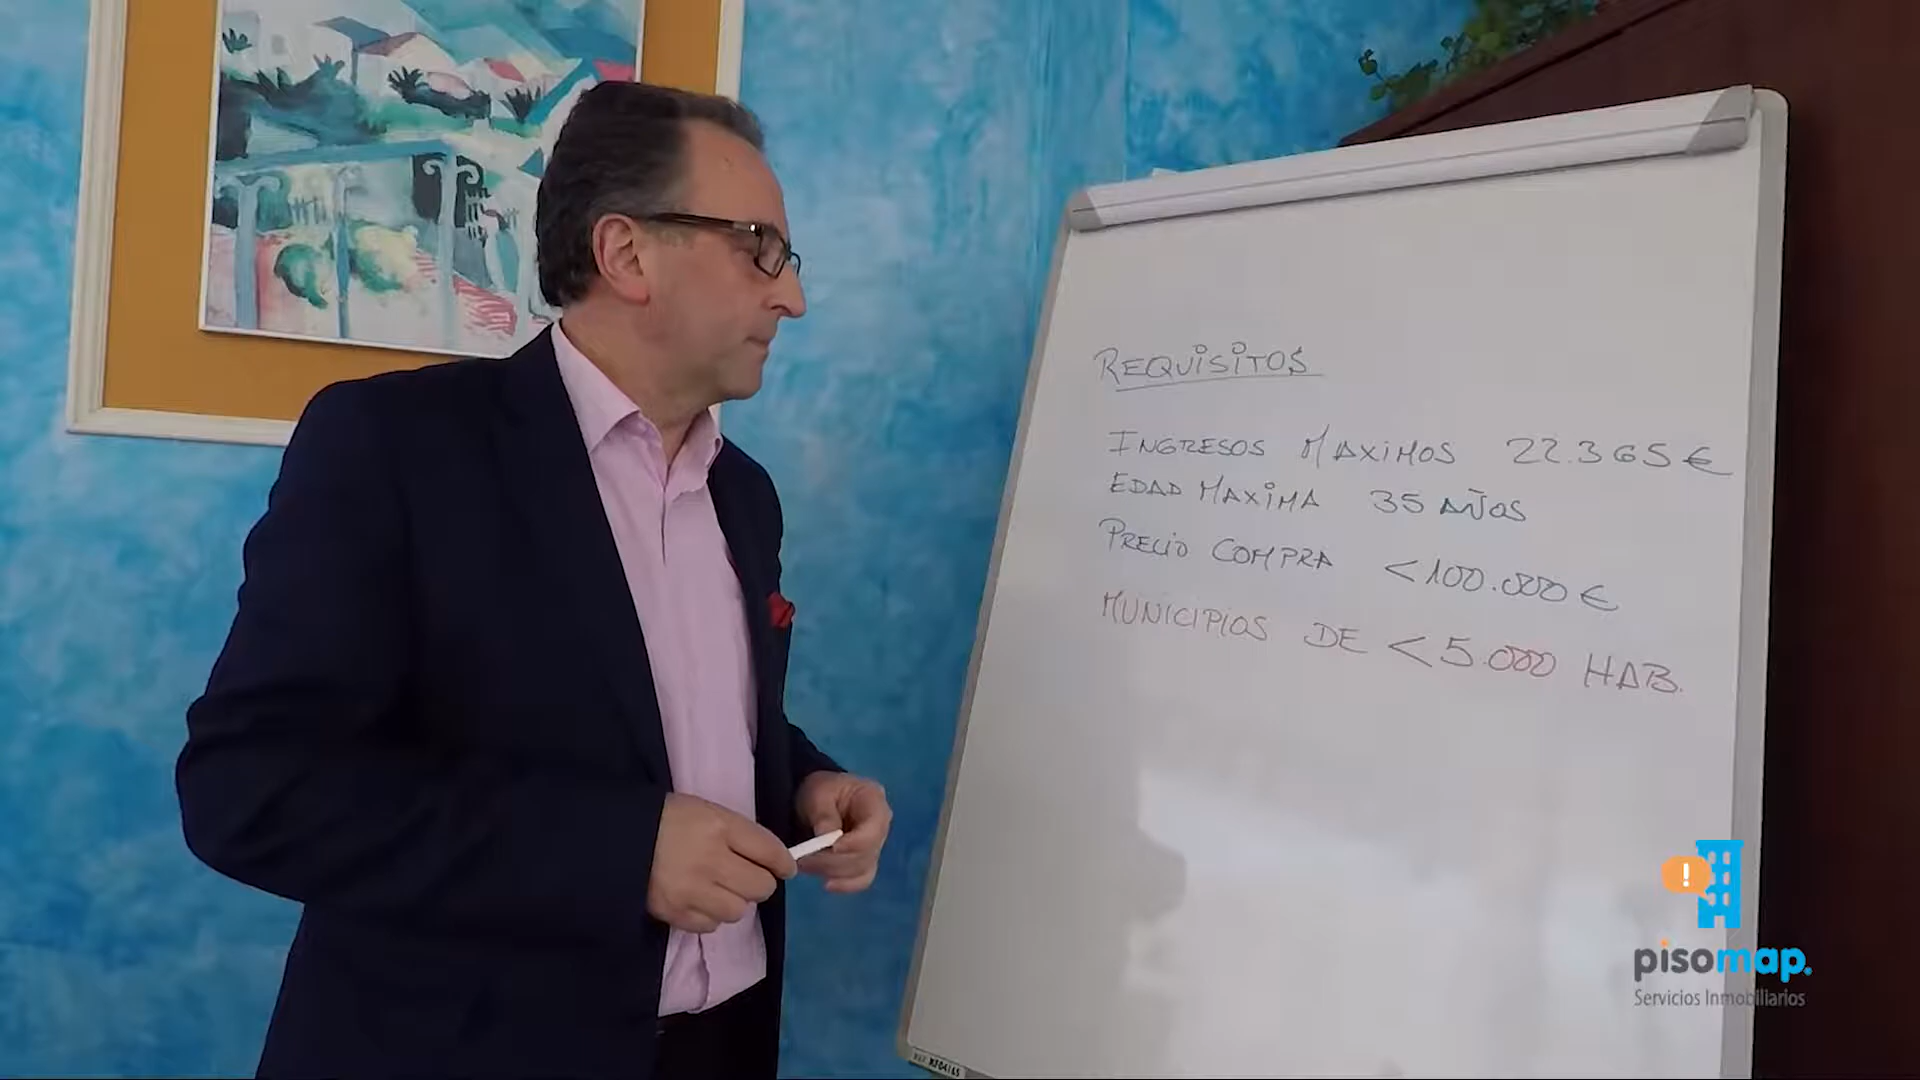 REQUISITOS
INGRESOS MAXIMOS 22.365 €
EDAD MAXIMA 35 AÑOS
PRECIO COMPRA <100.000 €
MUNICIPIOS DE <5.000 HAB.
!
pisomap.
Servicios Inmobiliarios